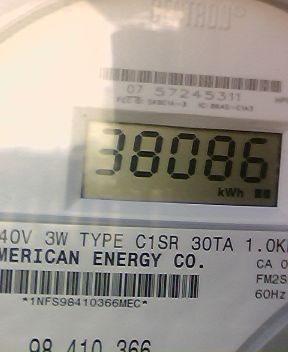 CENTRON®
07 57245311
38086
kWh
40V 3W TYPE C1SR 30TA 1.0K
MERICAN ENERGY CO.
CA 0
FM2S
60Hz
*1NFS98410366MEC*
98 410 366